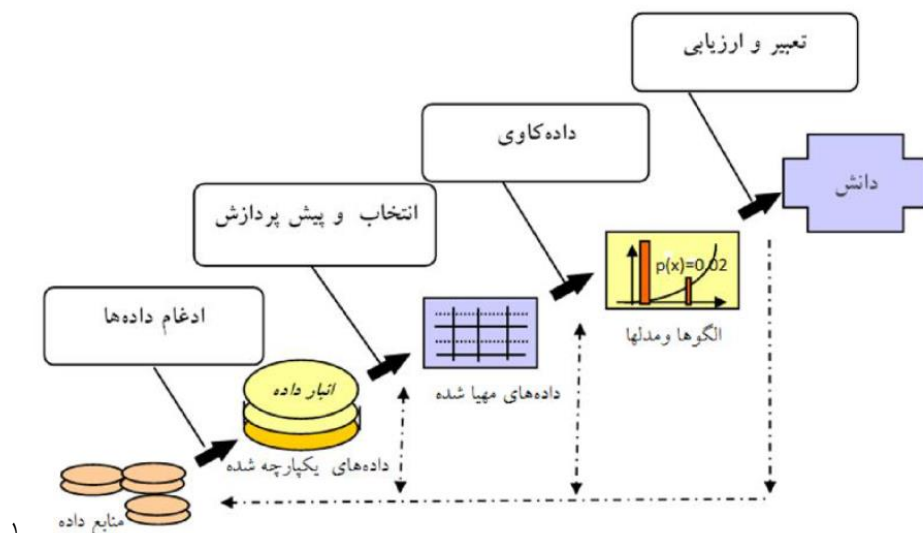 تعبیر و ارزیابی
داده‌کاوی
دانش
انتخاب و پیش پردازش
p(x)=0.02
الگوها ومدلها
ادغام داده‌ها
انبار داده
داده‌های مهیا شده
داده‌های یکپارچه شده
منابع داده